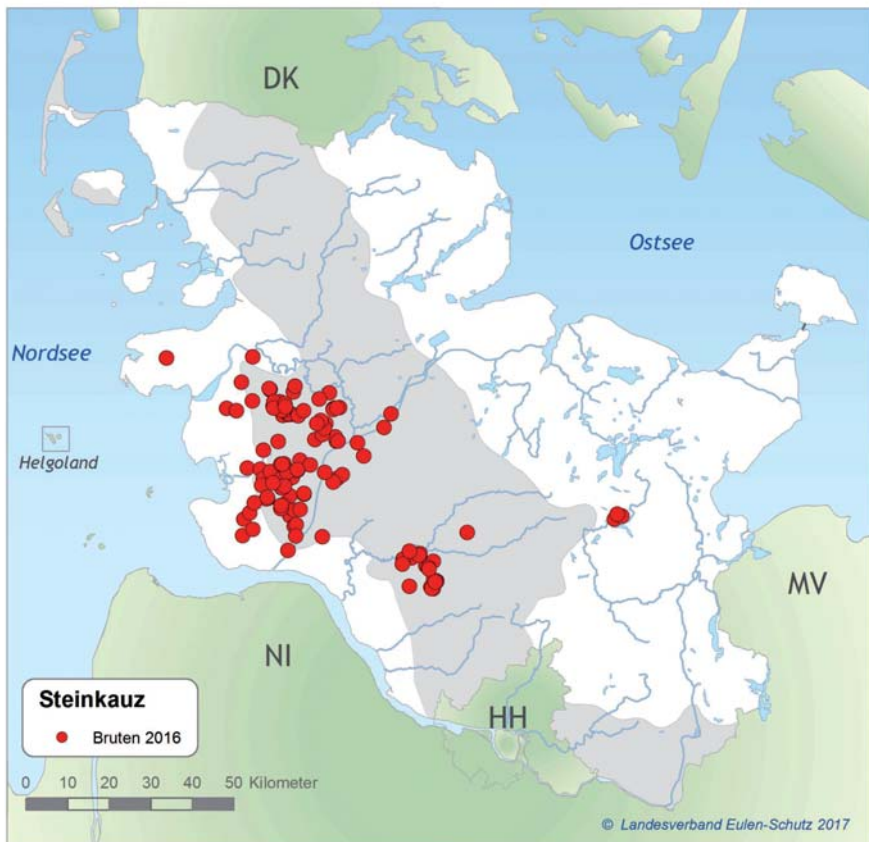 DK
Ostsee
Nordsee
Helgoland
MV
NI
HH
Steinkauz
Bruten 2016
0 10 20 30 40 50 Kilometer
© Landesverband Eulen-Schutz 2017